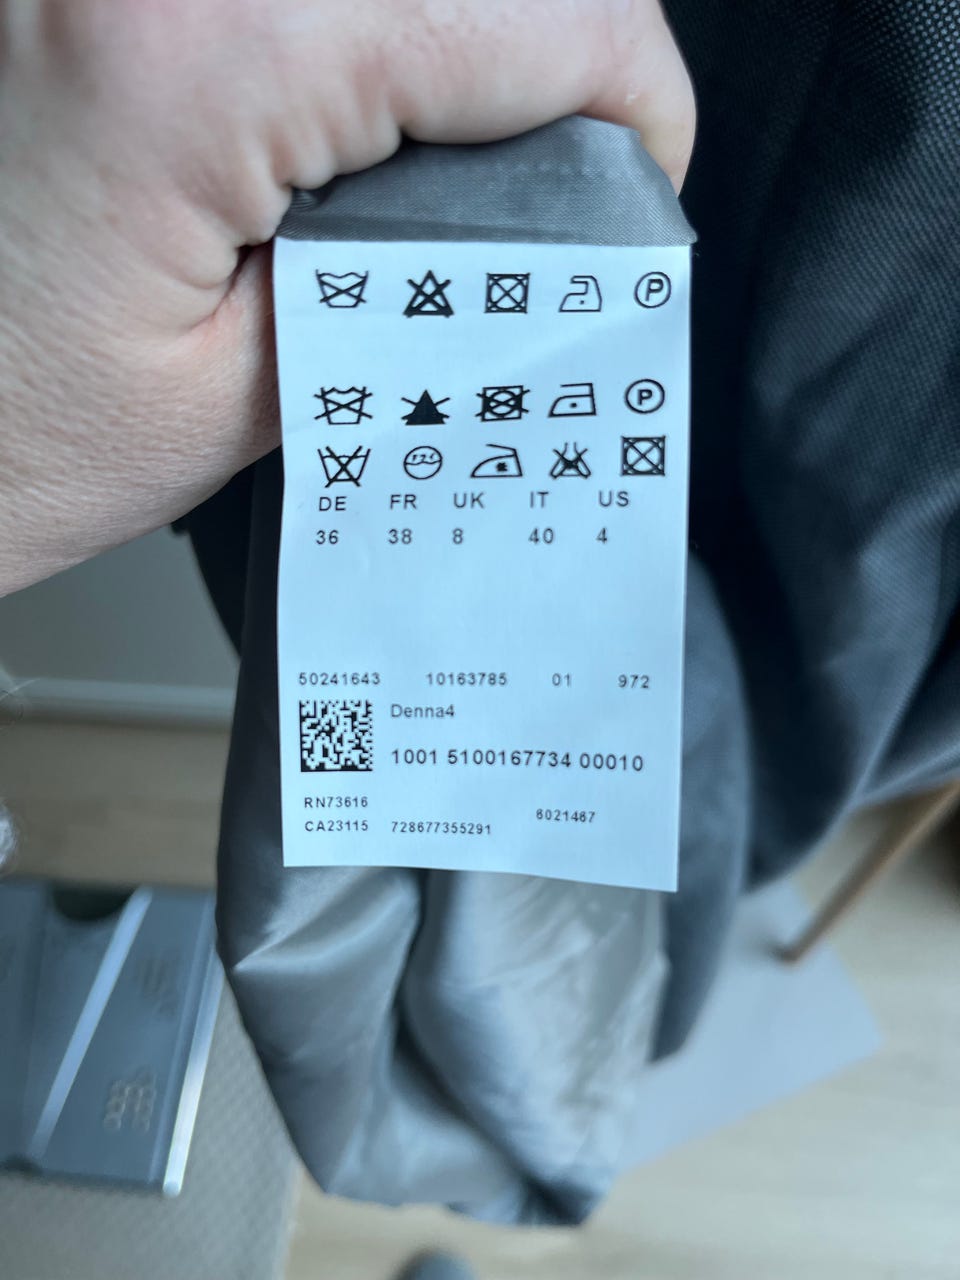 P
P
DE FR UK IT US
36 38 8 40 4
50241643 10163785 01 972
Denna4
1001 5100167734 00010
RN73616
CA23115 728677355291 6021467